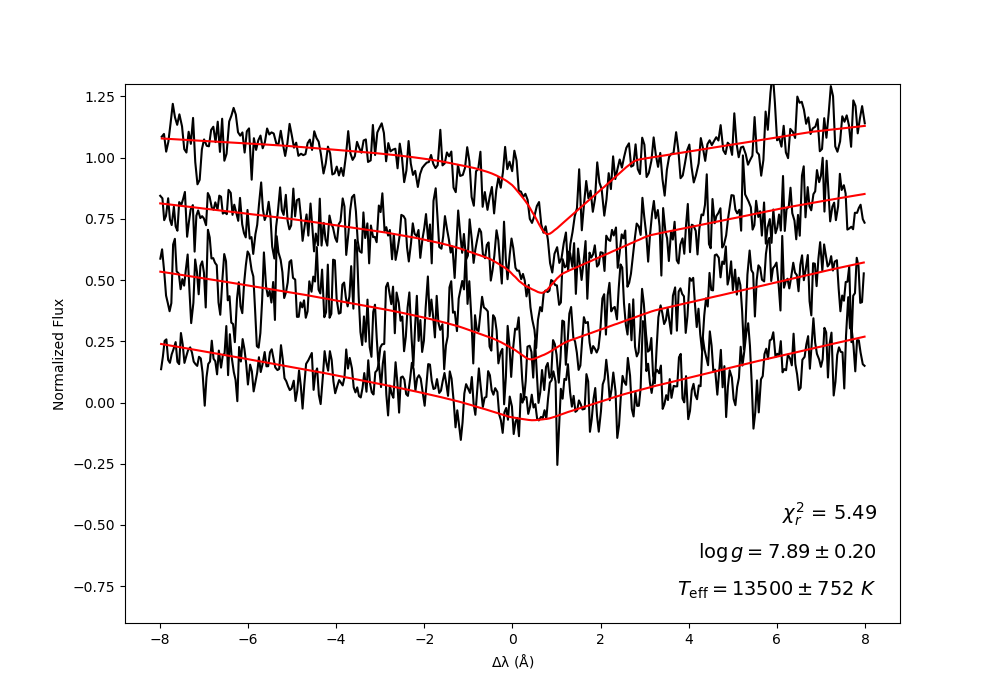 1.25
1.00
0.75
0.50
0.25
0.00
−0.25
−0.50
−0.75
Normalized Flux
χ²ᵣ = 5.49
log g = 7.89 ± 0.20
T_eff = 13500 ± 752 K
−8 −6 −4 −2 0 2 4 6 8
Δλ (Å)